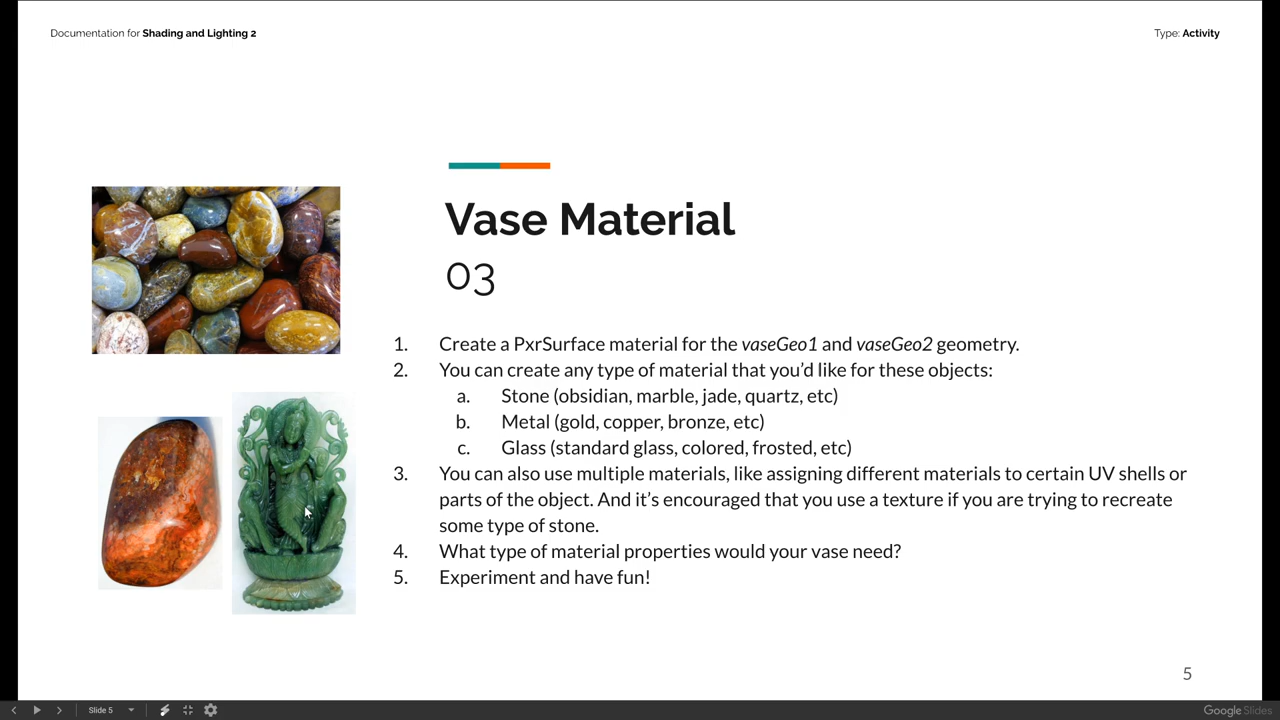 Documentation for Shading and Lighting 2
Type: Activity
Vase Material
03
1. Create a PxrSurface material for the vaseGeo1 and vaseGeo2 geometry.
2. You can create any type of material that you’d like for these objects:
a. Stone (obsidian, marble, jade, quartz, etc)
b. Metal (gold, copper, bronze, etc)
c. Glass (standard glass, colored, frosted, etc)
3. You can also use multiple materials, like assigning different materials to certain UV shells or
parts of the object. And it’s encouraged that you use a texture if you are trying to recreate
some type of stone.
4. What type of material properties would your vase need?
5. Experiment and have fun!
5
Slide 5
Google Slides